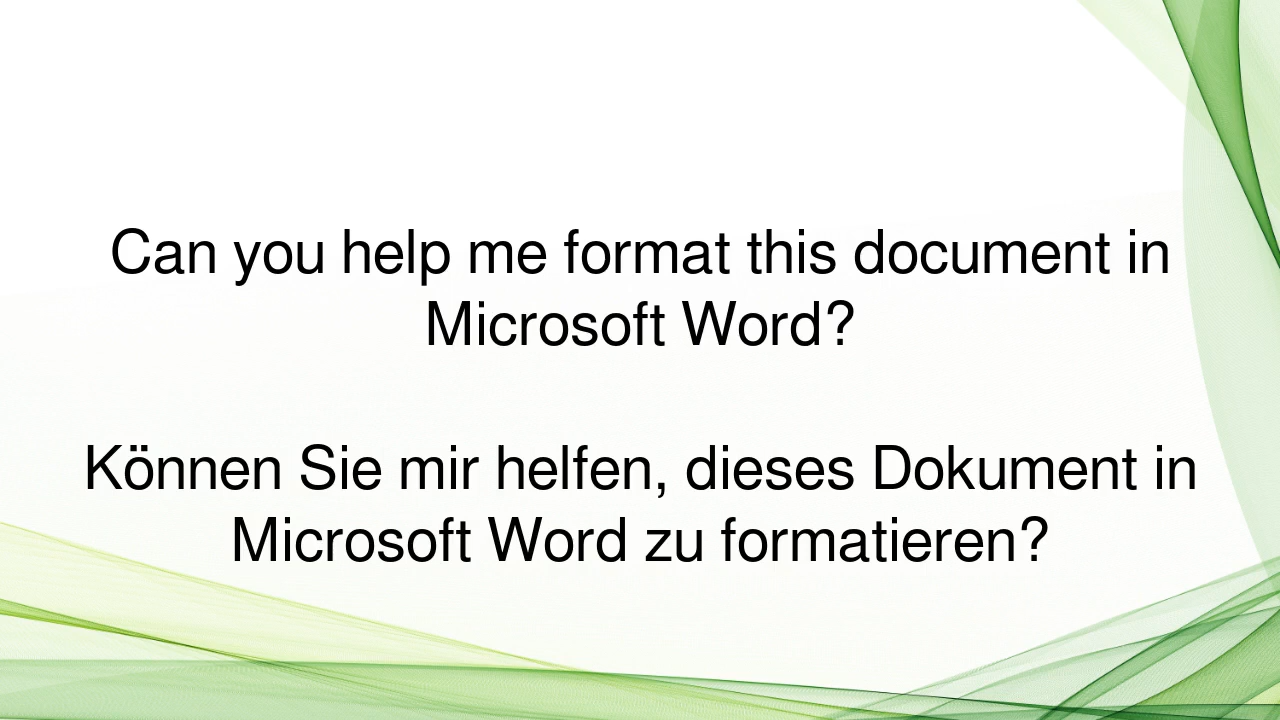 Can you help me format this document in
Microsoft Word?
Können Sie mir helfen, dieses Dokument in
Microsoft Word zu formatieren?